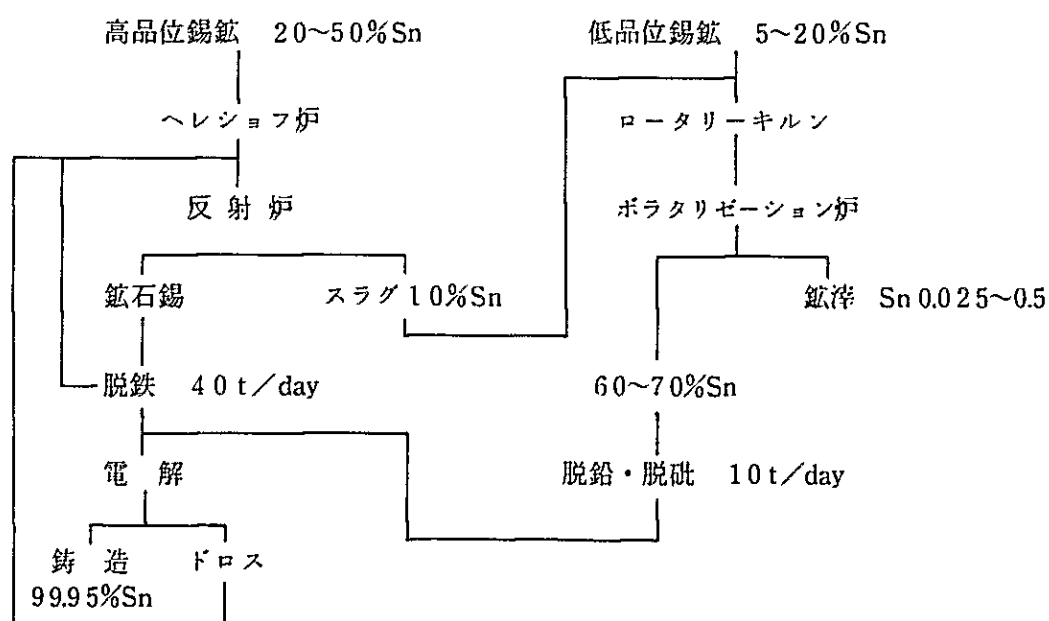 高品位錫鉱 20~50%Sn
低品位錫鉱 5~20%Sn
ヘレショフ炉
ロータリーキルン
反射炉
ボラタリゼーション炉
鉱石錫
スラグ10%Sn
鉱滓 Sn0.025~0.5
脱鉄 40t/day
60~70%Sn
電解
脱鉛・脱砒 10t/day
鋳造
ドロス
99.95%Sn